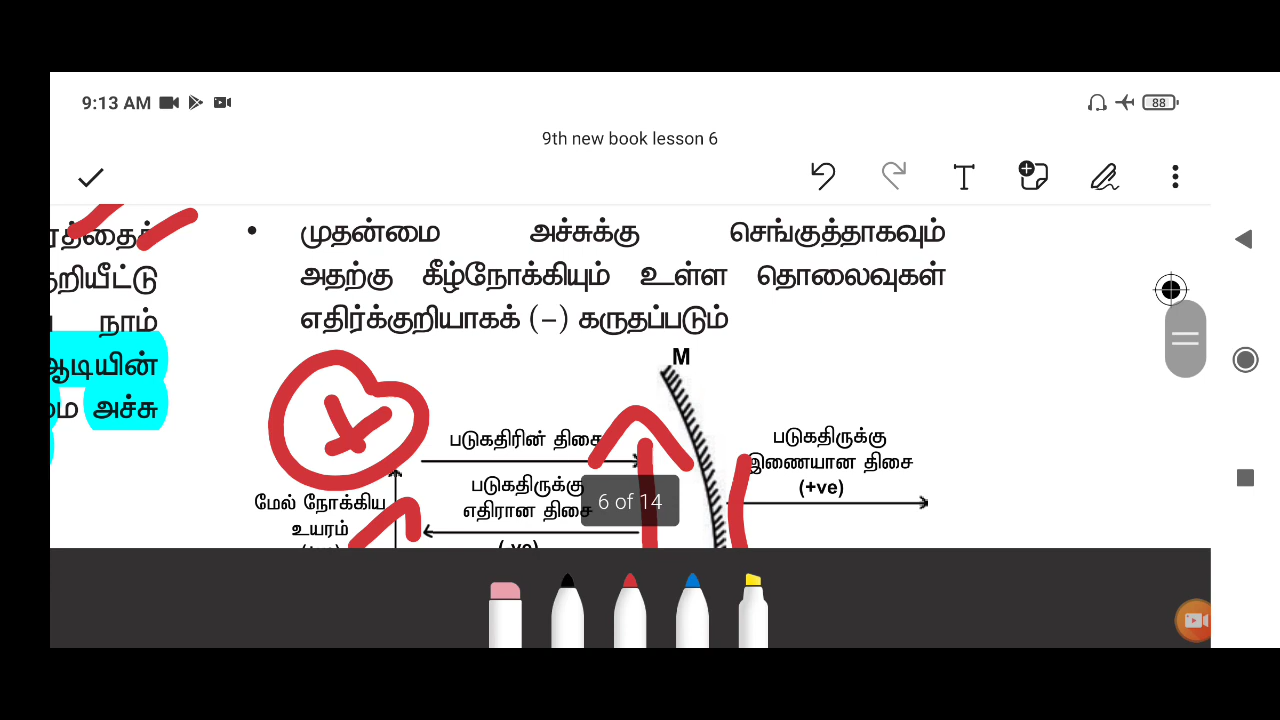 9:13 AM
88
9th new book lesson 6
குறியீட்டு
நாம்
ஆடியின்
அச்சு
• முதன்மை அச்சுக்கு செங்குத்தாகவும்
அதற்கு கீழ்நோக்கியும் உள்ள தொலைவுகள்
எதிர்க்குறியாகக் (–) கருதப்படும்
M
படுகதிரின் திசை
படுகதிருக்கு
எதிரான திசை
மேல் நோக்கிய
உயரம்
படுகதிருக்கு
இணையான திசை
(+ve)
6 of 14